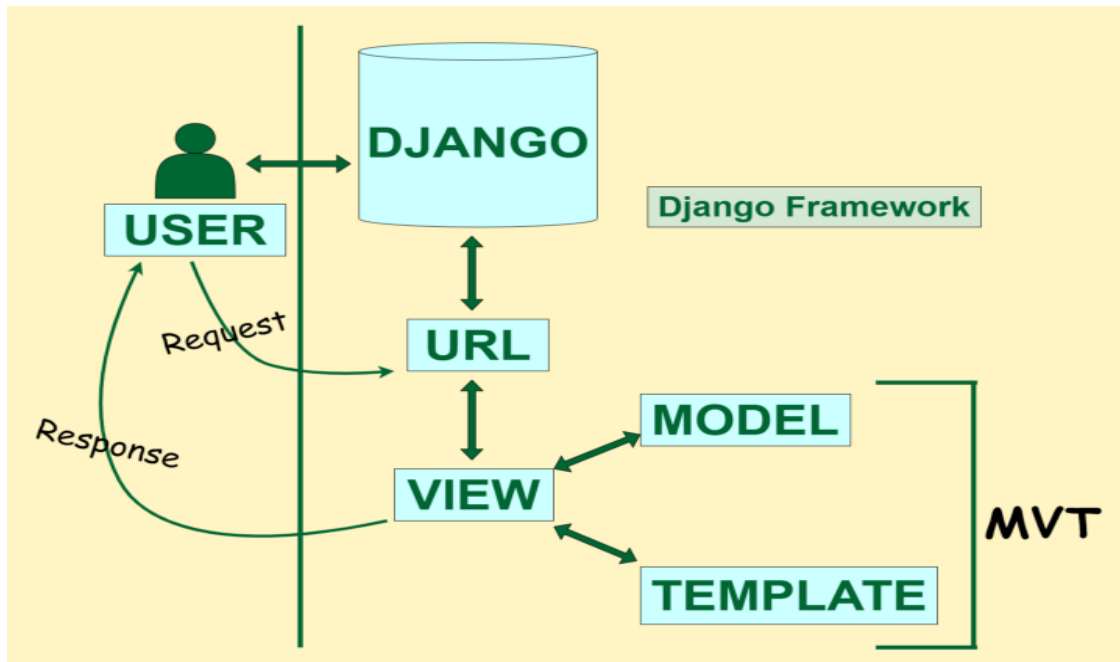 DJANGO
Django Framework
USER
Request
URL
Response
MODEL
VIEW
MVT
TEMPLATE